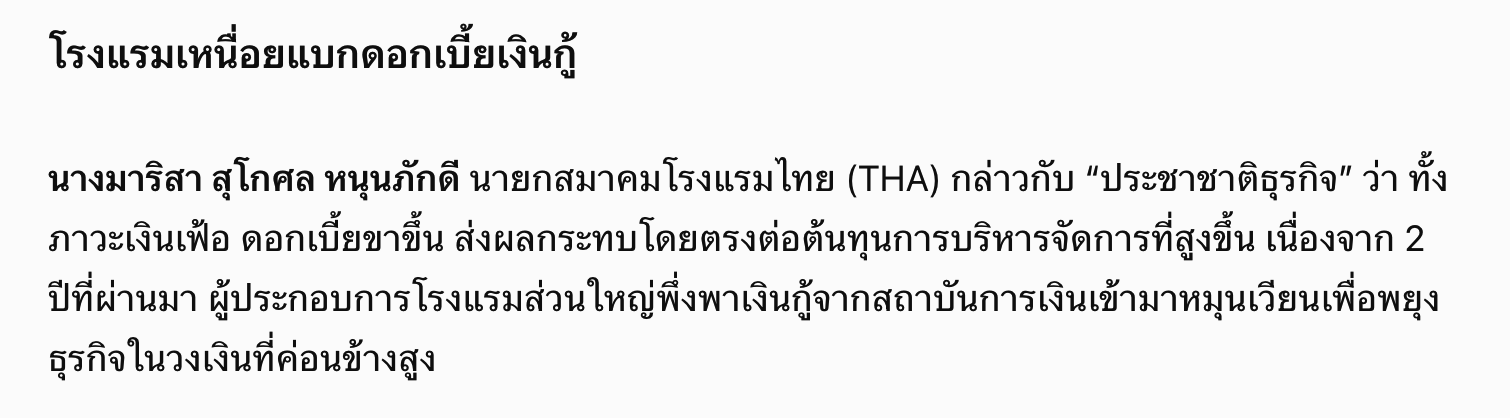 โรงแรมเหนื่อยแบกดอกเบี้ยเงินกู้
นางมาริสา สุโกศล หนุนภักดี นายกสมาคมโรงแรมไทย (THA) กล่าวกับ “ประชาชาติธุรกิจ” ว่า ทั้ง
ภาวะเงินเฟ้อ ดอกเบี้ยขาขึ้น ส่งผลกระทบโดยตรงต่อต้นทุนการบริหารจัดการที่สูงขึ้น เนื่องจาก 2
ปีที่ผ่านมา ผู้ประกอบการโรงแรมส่วนใหญ่พึ่งพาเงินกู้จากสถาบันการเงินเข้ามาหมุนเวียนเพื่อพยุง
ธุรกิจในวงเงินที่ค่อนข้างสูง